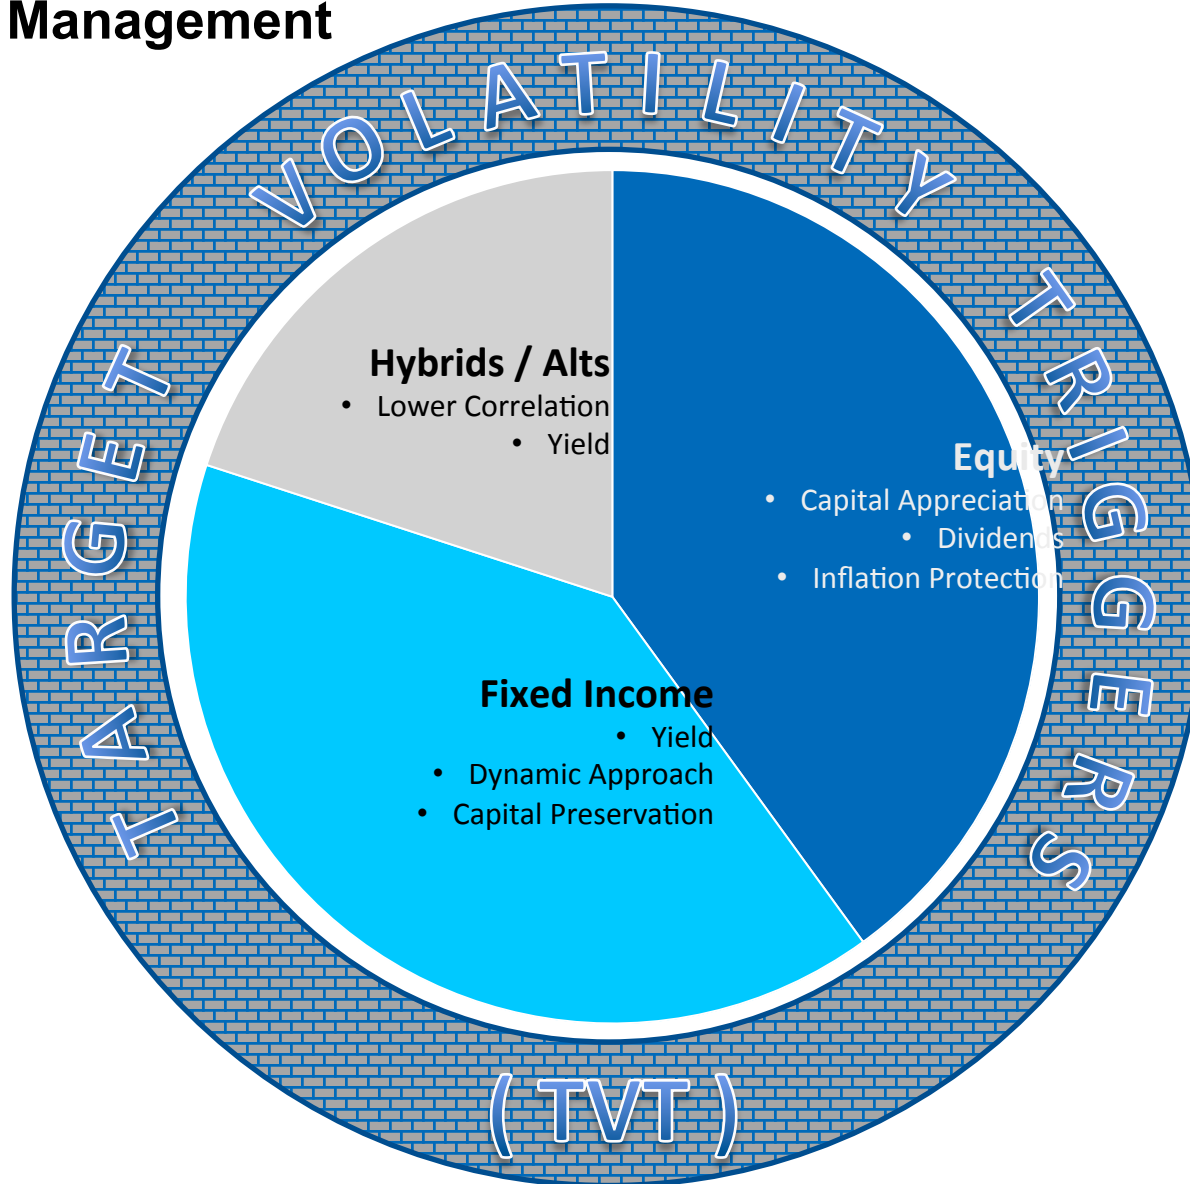 Management
TARGET VOLATILITY TRIGGERS
Hybrids / Alts
• Lower Correlation
• Yield
Equity
• Capital Appreciation
• Dividends
• Inflation Protection
Fixed Income
• Yield
• Dynamic Approach
• Capital Preservation
( TVT )